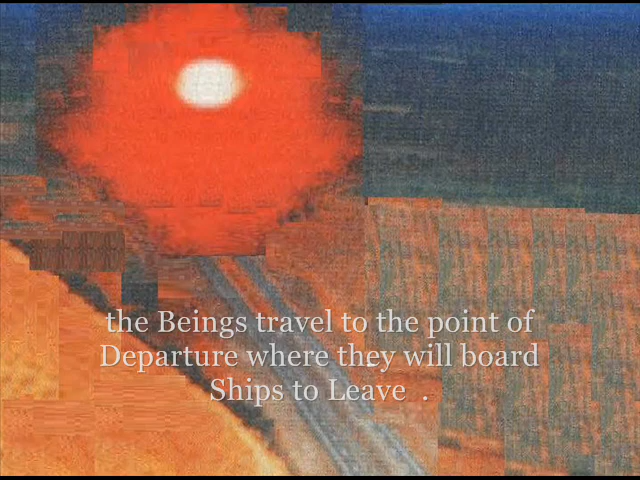 the Beings travel to the point of
Departure where they will board
Ships to Leave  .